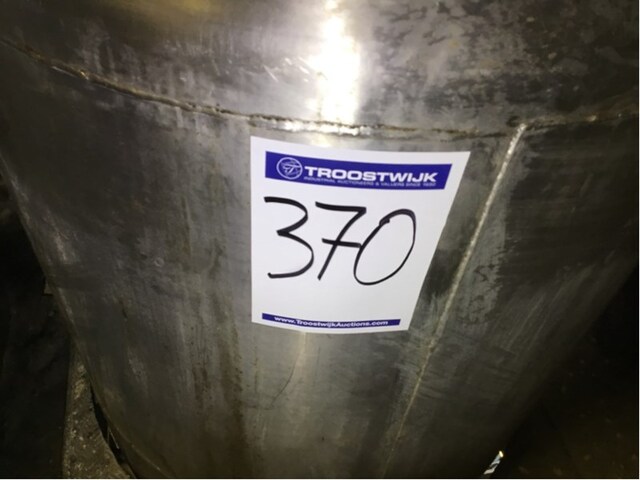 TROOSTWIJK
INDUSTRIAL AUCTIONEERS & VALUERS SINCE 1930
370
www.TroostwijkAuctions.com